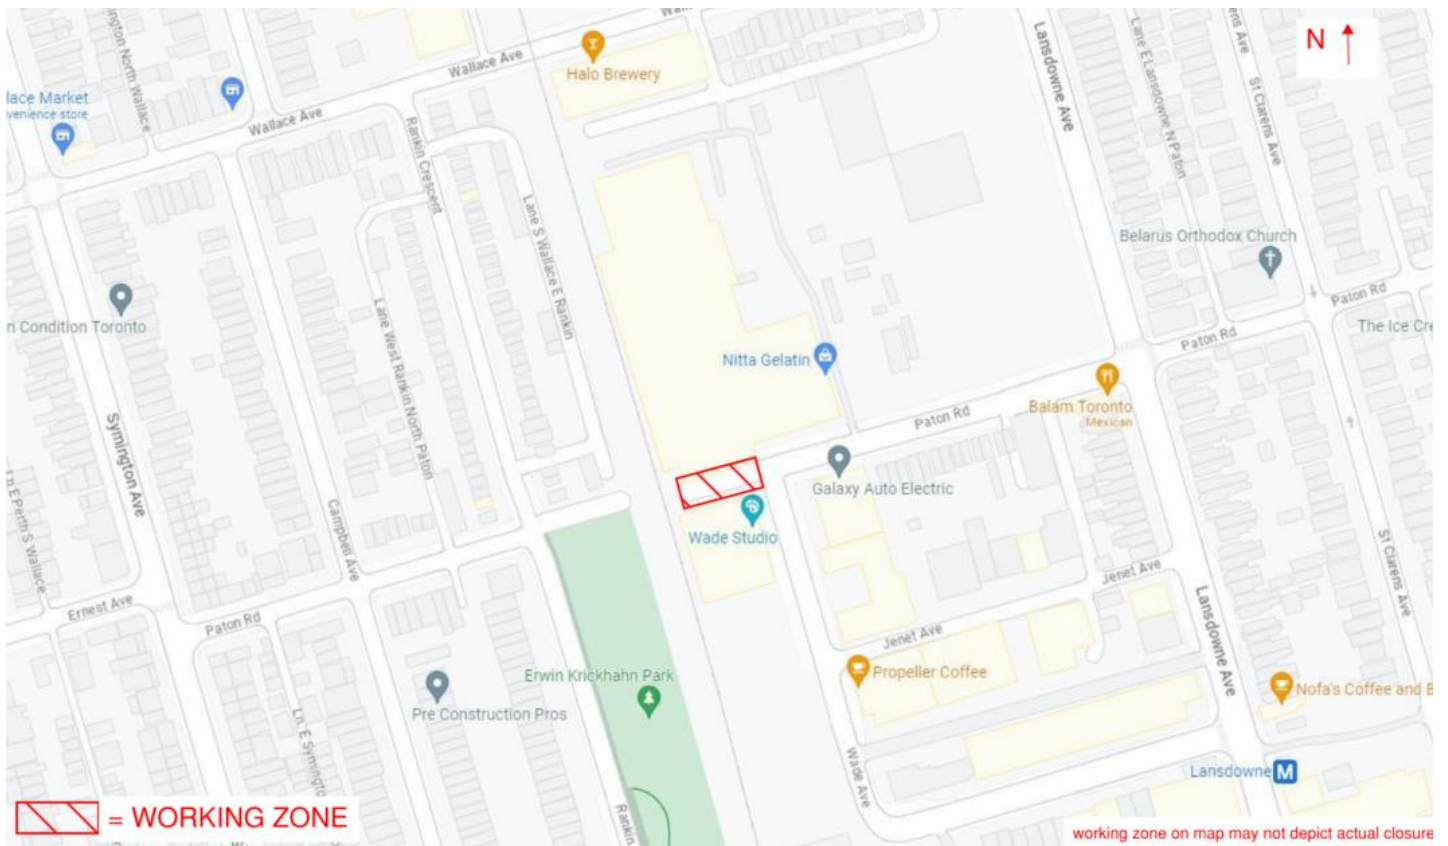 Wallace Ave
Halo Brewery
N
Lansdowne Ave
Lane E Lansdowne N Paton
St Clarens Ave
lace Market
venience store
Wallace Ave
Rankin Crescent
Lane S Wallace E Rankin
Belarus Orthodox Church
Paton Rd
n Condition Toronto
Lane West Rankin North Paton
The Ice Cre
Paton Rd
Nitta Gelatin
Balam Toronto
Mexican
Paton Rd
Symington Ave
Galaxy Auto Electric
Wade Studio
Ln E Perth S Wallace
Campbell Ave
St Clarens Ave
Jenet Ave
Ernest Ave
Paton Rd
Jenet Ave
Lansdowne Ave
Erwin Krickhahn Park
Propeller Coffee
Nofa's Coffee and B
Pre Construction Pros
Ln E Symington
Wade Ave
Lansdowne M
Rankin
= WORKING ZONE
working zone on map may not depict actual closure